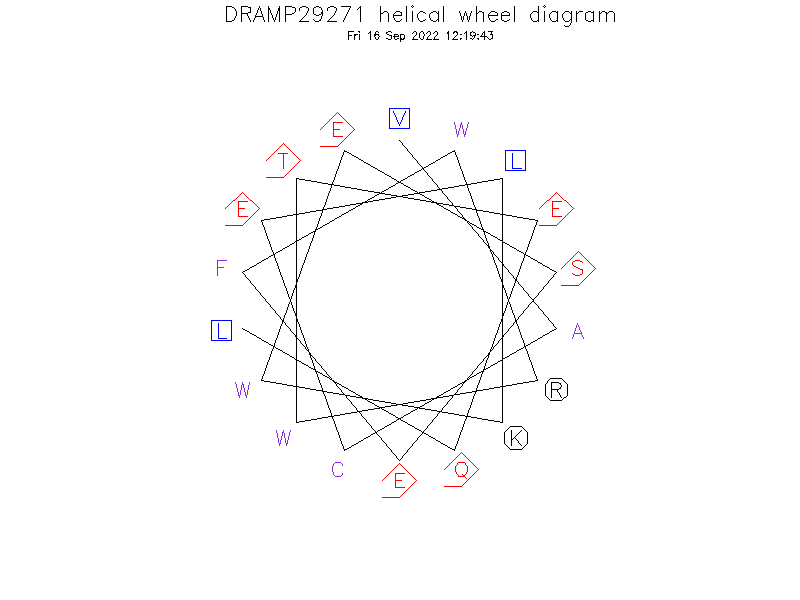 DRAMP29271 helical wheel diagram
Fri 16 Sep 2022 12:19:43
V
E W
T L
E E
F S
L A
W R
W K
C Q
E